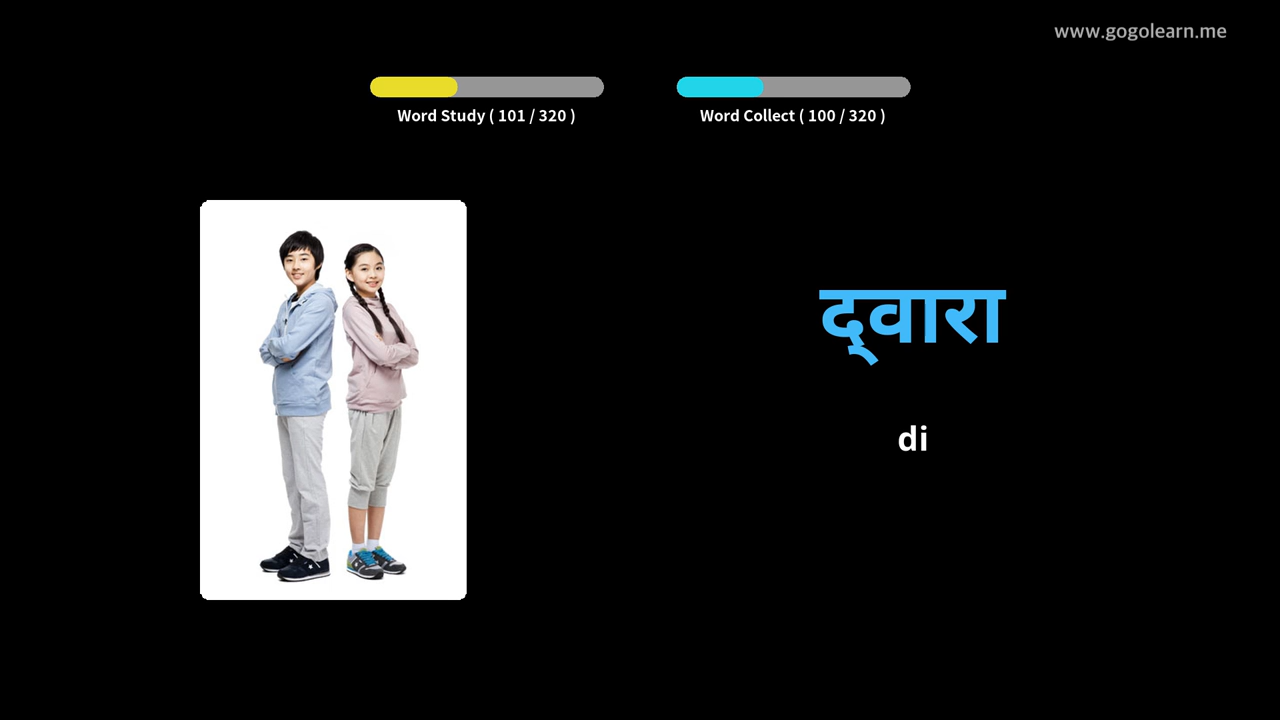 www.gogolearn.me
Word Study ( 101 / 320 )
Word Collect ( 100 / 320 )
द्‌वारा
di